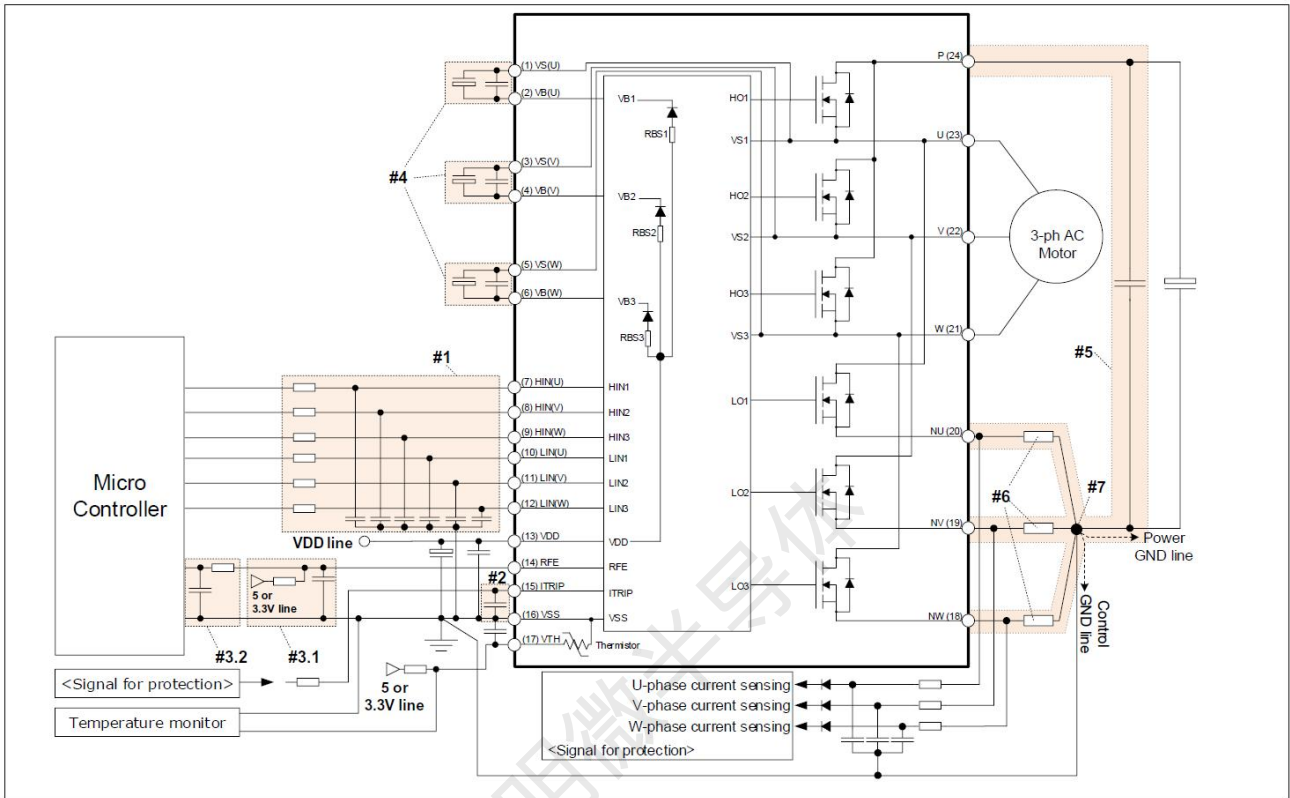 (1) VS(U)
(2) VB(U)
(3) VS(V)
(4) VB(V)
(5) VS(W)
(6) VB(W)
#4
VB1
RBS1
VB2
RBS2
VB3
RBS3
HO1
VS1
HO2
VS2
HO3
VS3
LO1
LO2
LO3
P (24)
U (23)
V (22)
W (21)
NU (20)
NV (19)
NW (18)
3-ph AC
Motor
#5
#6
#7
Power
GND line
Control
GND line
Micro
Controller
#1
(7) HIN(U)
(8) HIN(V)
(9) HIN(W)
(10) LIN(U)
(11) LIN(V)
(12) LIN(W)
(13) VDD
(14) RFE
(15) ITRIP
(16) VSS
(17) VTH
HIN1
HIN2
HIN3
LIN1
LIN2
LIN3
VDD
RFE
ITRIP
VSS
Thermistor
VDD line
#2
5 or
3.3V line
#3.2
#3.1
<Signal for protection>
5 or
3.3V line
Temperature monitor
U-phase current sensing
V-phase current sensing
W-phase current sensing
<Signal for protection>
明微半导体